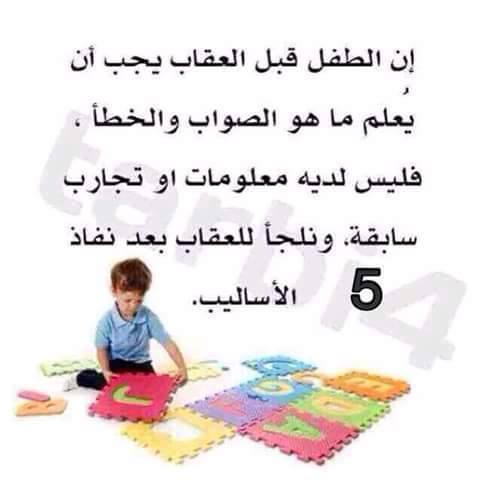 إن الطفل قبل العقاب يجب أن
يُعلم ما هو الصواب والخطأ ،
فليس لديه معلومات او تجارب
سابقة، ونلجأ للعقاب بعد نفاذ
الأساليب.
5
tarbi4